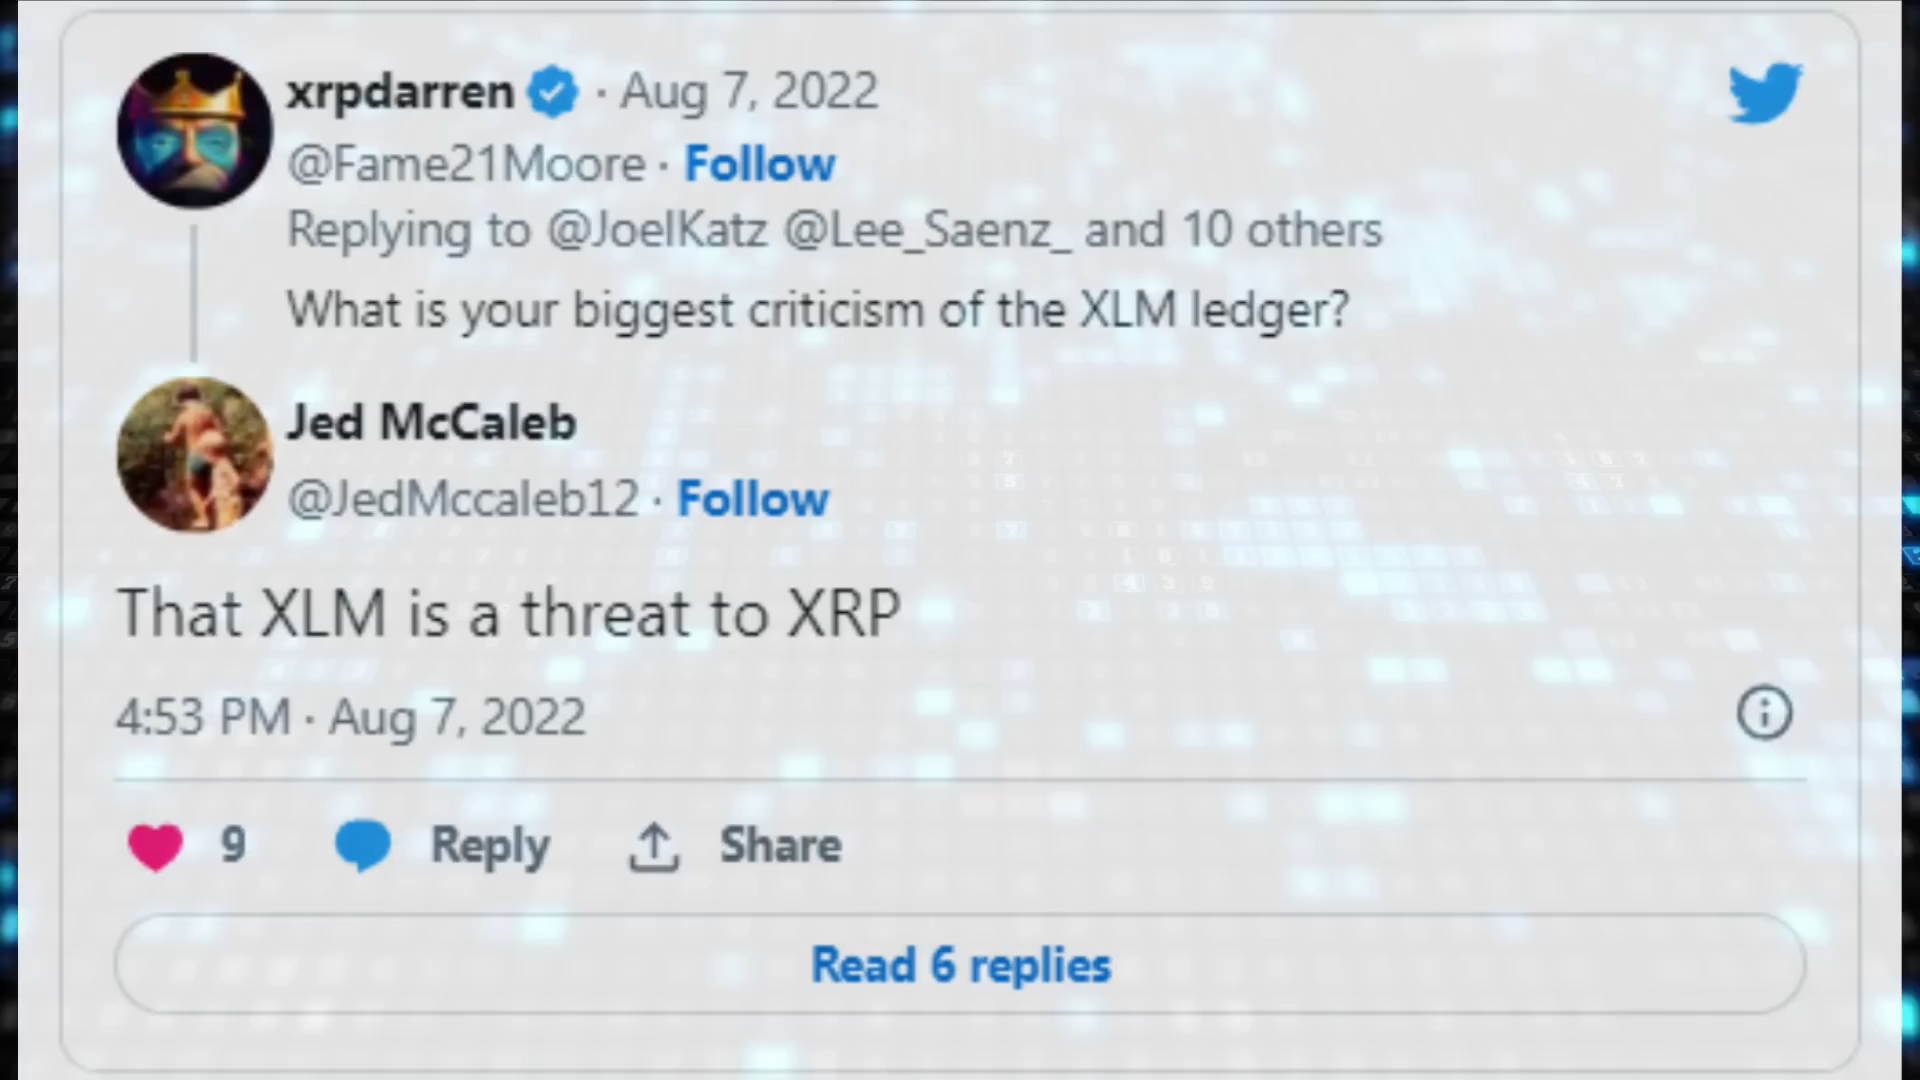 xrpdarren · Aug 7, 2022
@Fame21Moore · Follow
Replying to @JoelKatz @Lee_Saenz_ and 10 others
What is your biggest criticism of the XLM ledger?
Jed McCaleb
@JedMccaleb12 · Follow
That XLM is a threat to XRP
4:53 PM · Aug 7, 2022
9 Reply Share
Read 6 replies